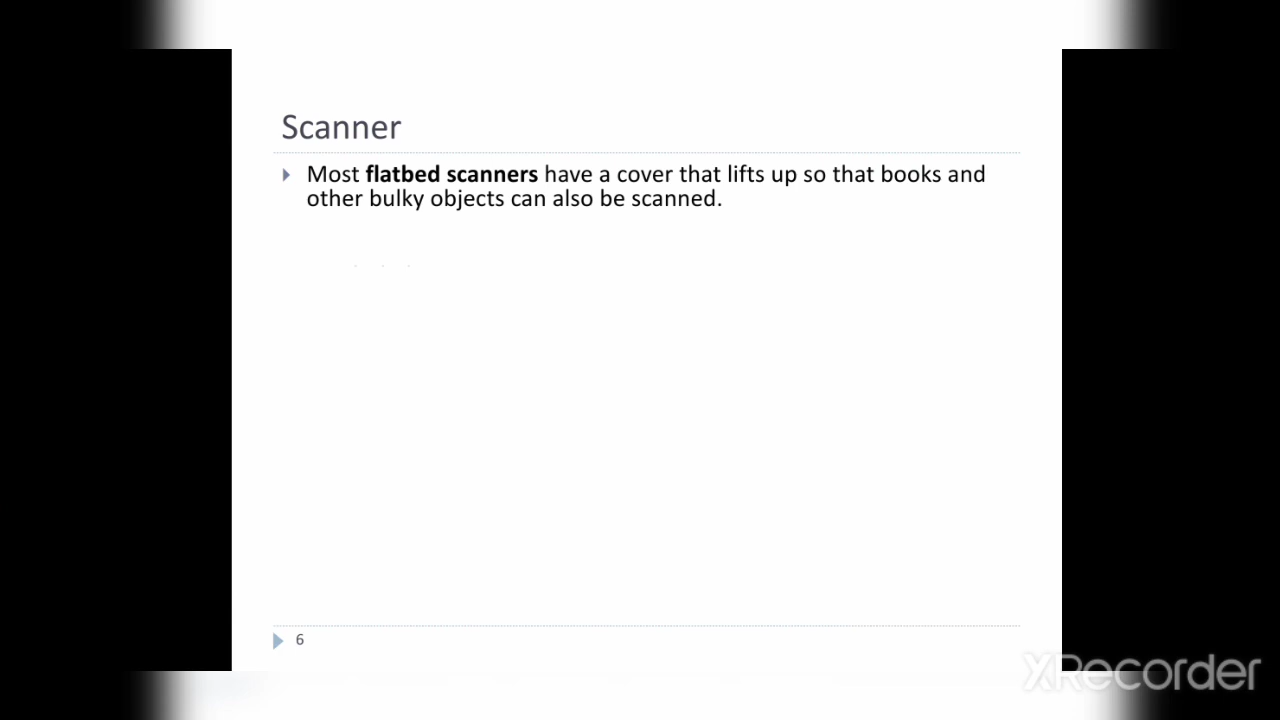 Scanner
Most flatbed scanners have a cover that lifts up so that books and
other bulky objects can also be scanned.
6
XRecorder